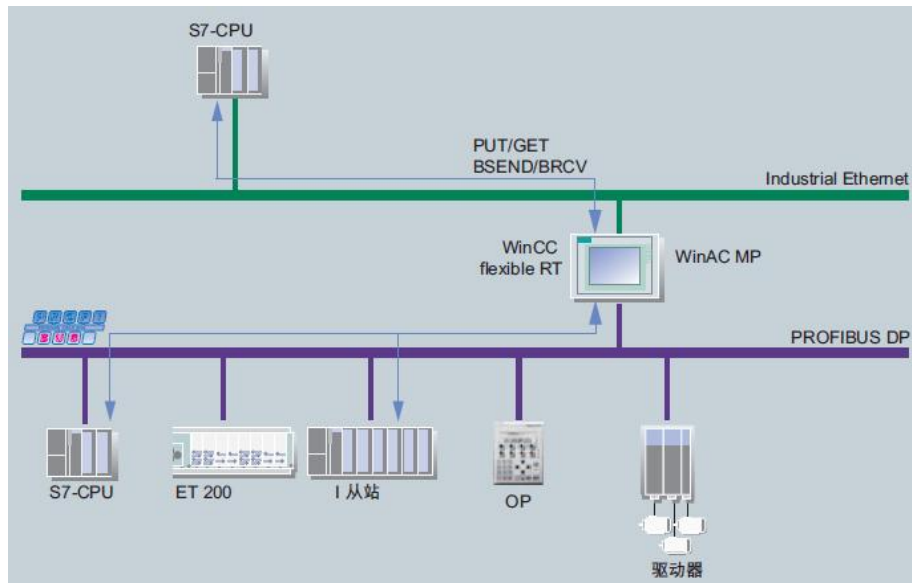 S7-CPU
PUT/GET
BSEND/BRCV
Industrial Ethernet
WinCC
flexible RT
WinAC MP
PROFIBUS DP
S7-CPU
ET 200
I 从站
OP
驱动器